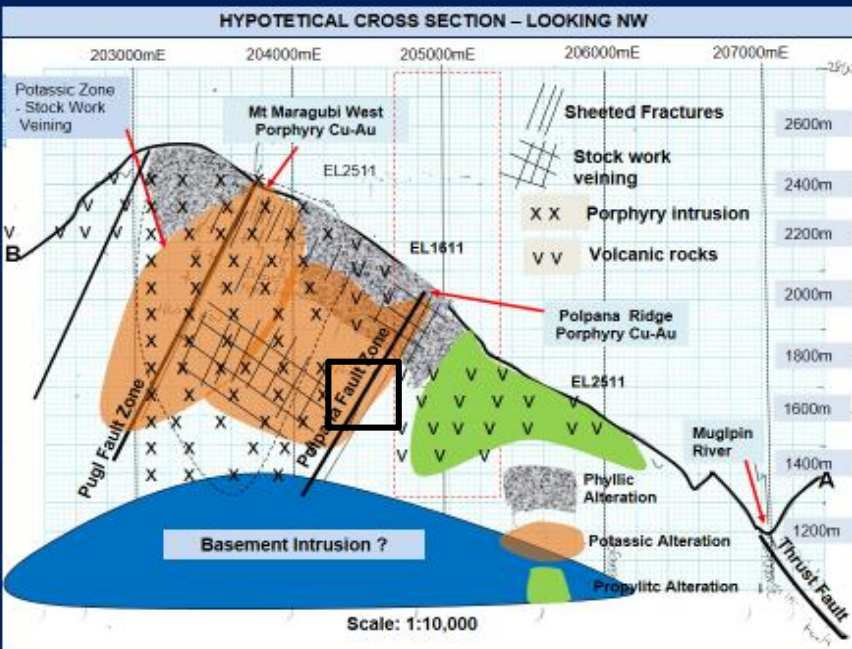 HYPOTETICAL CROSS SECTION – LOOKING NW
203000mE
204000mE
205000mE
206000mE
207000mE
Potassic Zone
- Stock Work
Veining
Mt Maragubi West
Porphyry Cu-Au
EL2511
EL1611
Sheeted Fractures
Stock work
veining
X X Porphyry intrusion
V V Volcanic rocks
2600m
2400m
2200m
2000m
1800m
1600m
1400m
1200m
B
Polpana Ridge
Porphyry Cu-Au
EL2511
Pugl Fault Zone
Polpana Fault Zone
Muglpin
River
A
Phyllic
Alteration
Potassic Alteration
Propylitc Alteration
Basement Intrusion ?
Thrust Fault
Scale: 1:10,000